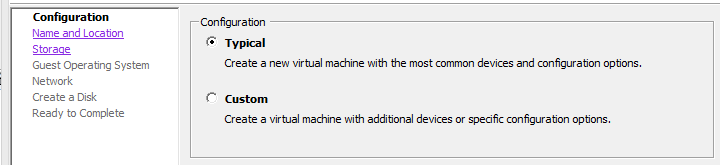 Configuration
Name and Location
Storage
Guest Operating System
Network
Create a Disk
Ready to Complete
Configuration
Typical
Create a new virtual machine with the most common devices and configuration options.
Custom
Create a virtual machine with additional devices or specific configuration options.